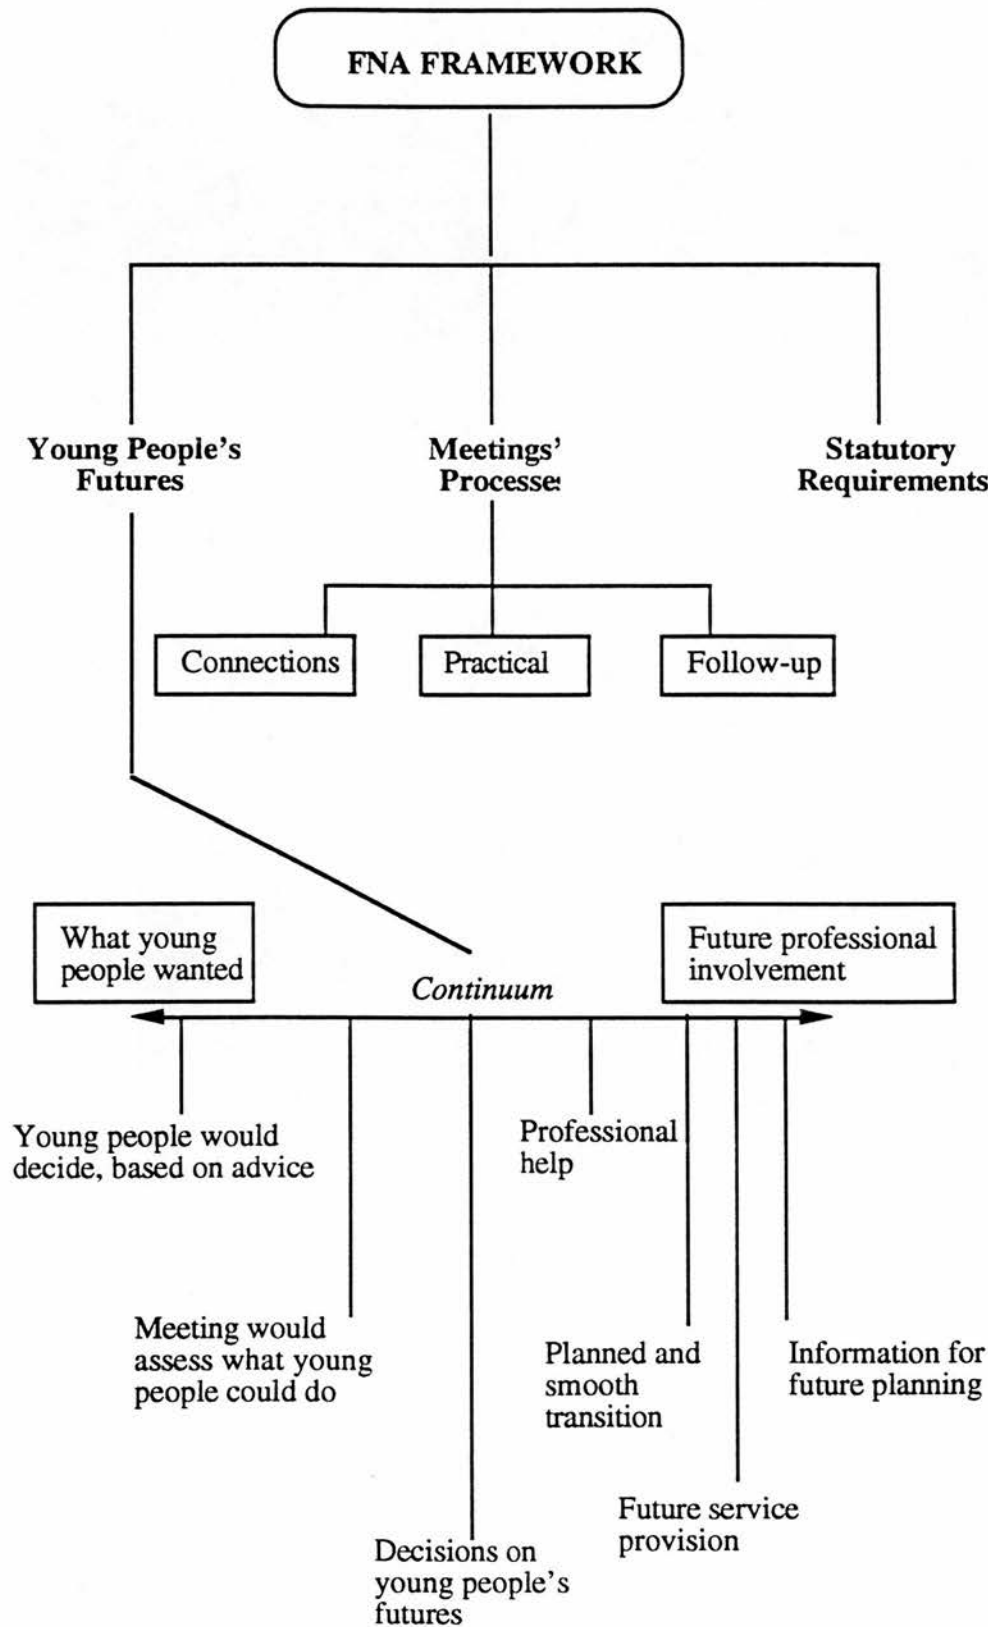 FNA FRAMEWORK
Young People's
Futures
Meetings'
Processes
Statutory
Requirements
Connections
Practical
Follow-up
What young
people wanted
Future professional
involvement
Continuum
Young people would
decide, based on advice
Professional
help
Meeting would
assess what young
people could do
Planned and
smooth
transition
Information for
future planning
Future service
provision
Decisions on
young people's
futures